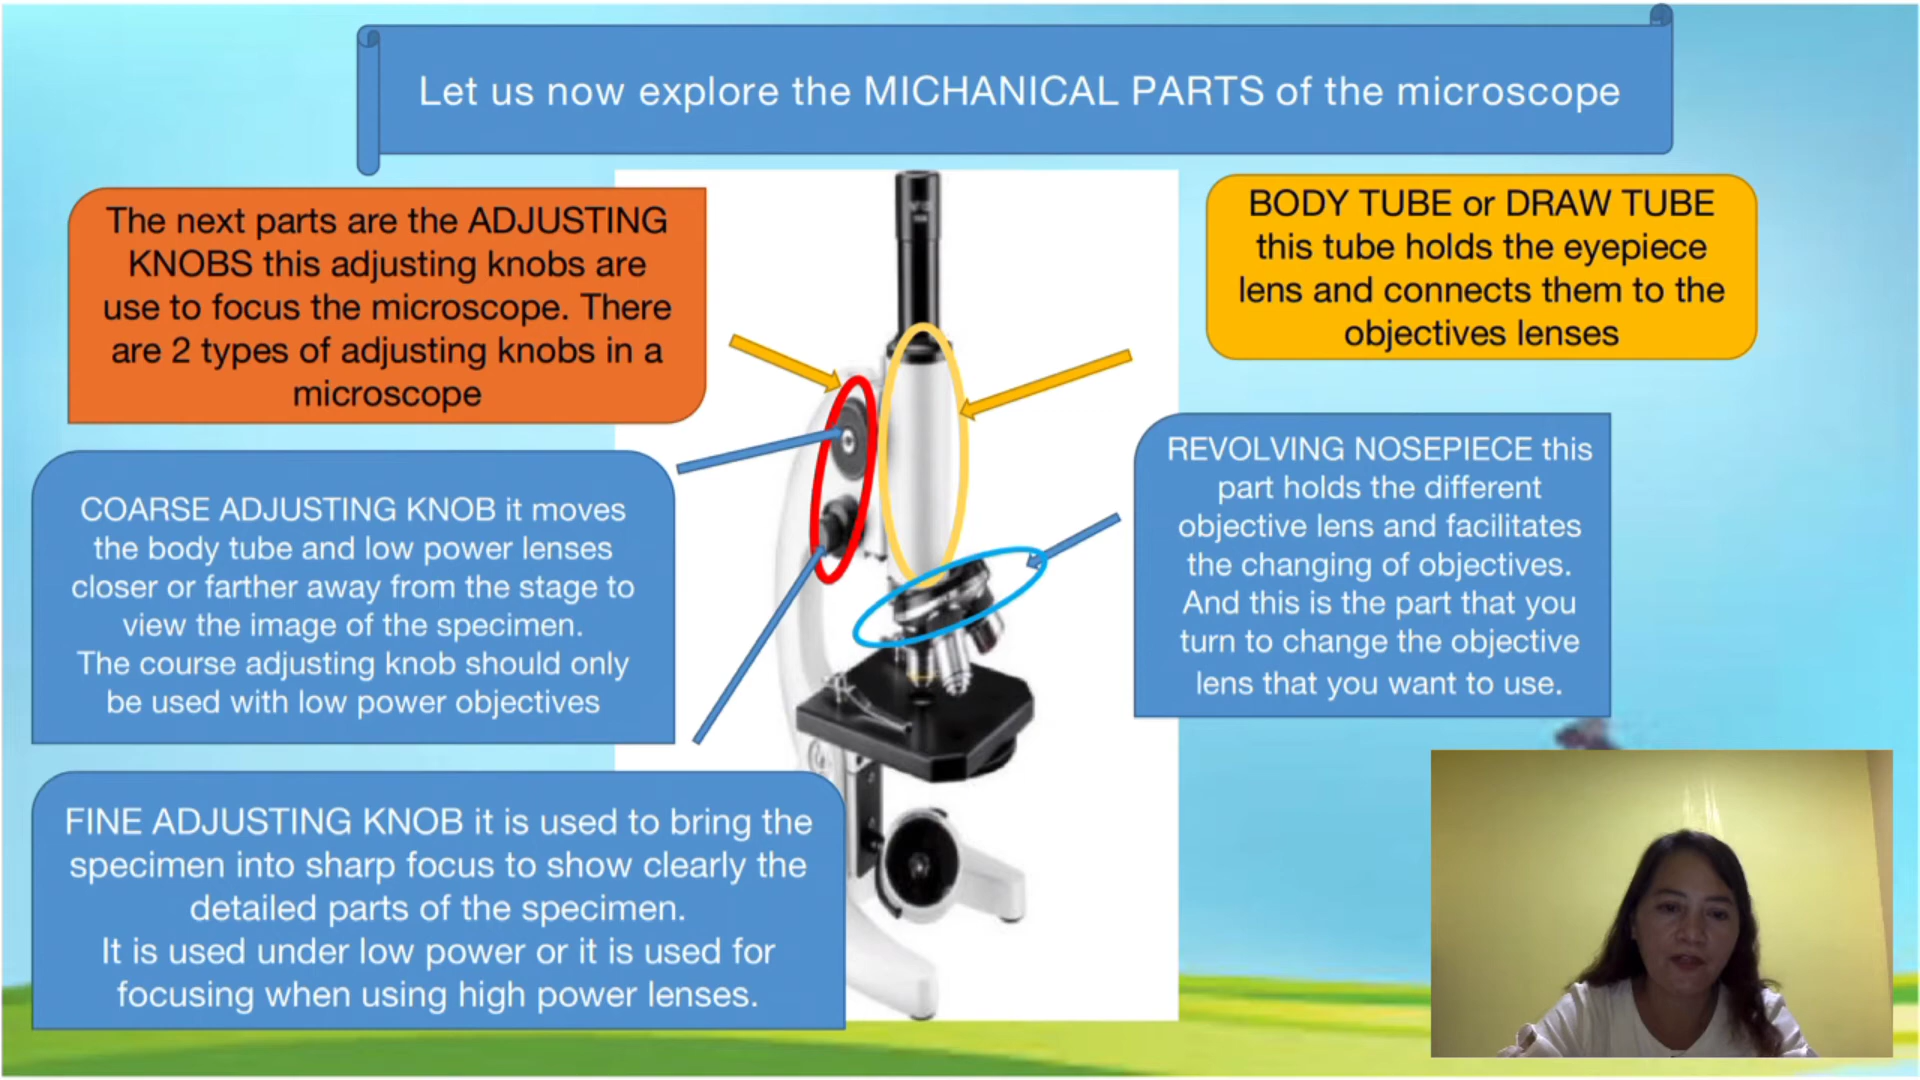 Let us now explore the MICHANICAL PARTS of the microscope
The next parts are the ADJUSTING
KNOBS this adjusting knobs are
use to focus the microscope. There
are 2 types of adjusting knobs in a
microscope
BODY TUBE or DRAW TUBE
this tube holds the eyepiece
lens and connects them to the
objectives lenses
COARSE ADJUSTING KNOB it moves
the body tube and low power lenses
closer or farther away from the stage to
view the image of the specimen.
The course adjusting knob should only
be used with low power objectives
REVOLVING NOSEPIECE this
part holds the different
objective lens and facilitates
the changing of objectives.
And this is the part that you
turn to change the objective
lens that you want to use.
FINE ADJUSTING KNOB it is used to bring the
specimen into sharp focus to show clearly the
detailed parts of the specimen.
It is used under low power or it is used for
focusing when using high power lenses.